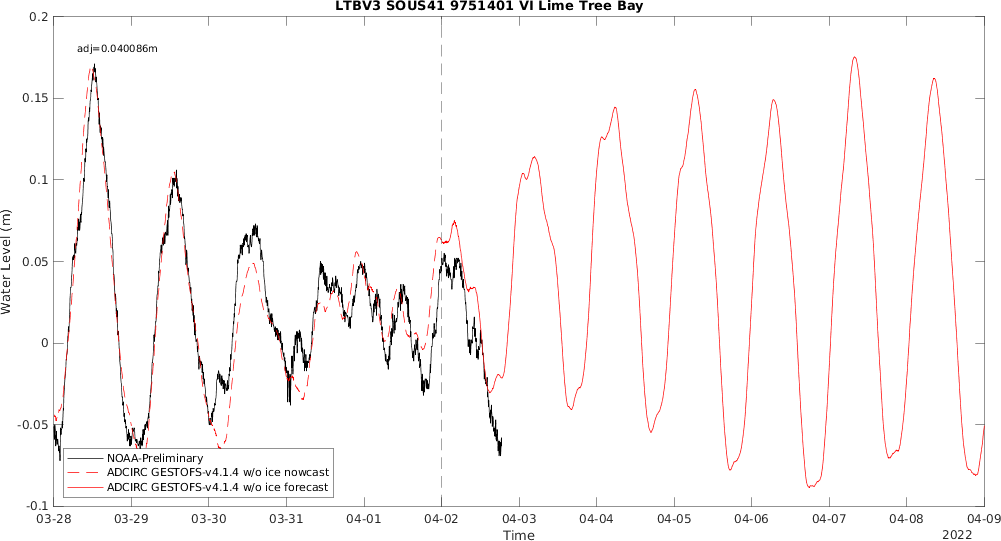 LTBV3 SOUS41 9751401 VI Lime Tree Bay
adj=0.040086m
0.2
0.15
0.1
0.05
0
-0.05
-0.1
Water Level (m)
NOAA-Preliminary
ADCIRC GESTOFS-v4.1.4 w/o ice nowcast
ADCIRC GESTOFS-v4.1.4 w/o ice forecast
03-28 03-29 03-30 03-31 04-01 04-02 04-03 04-04 04-05 04-06 04-07 04-08 04-09
Time
2022